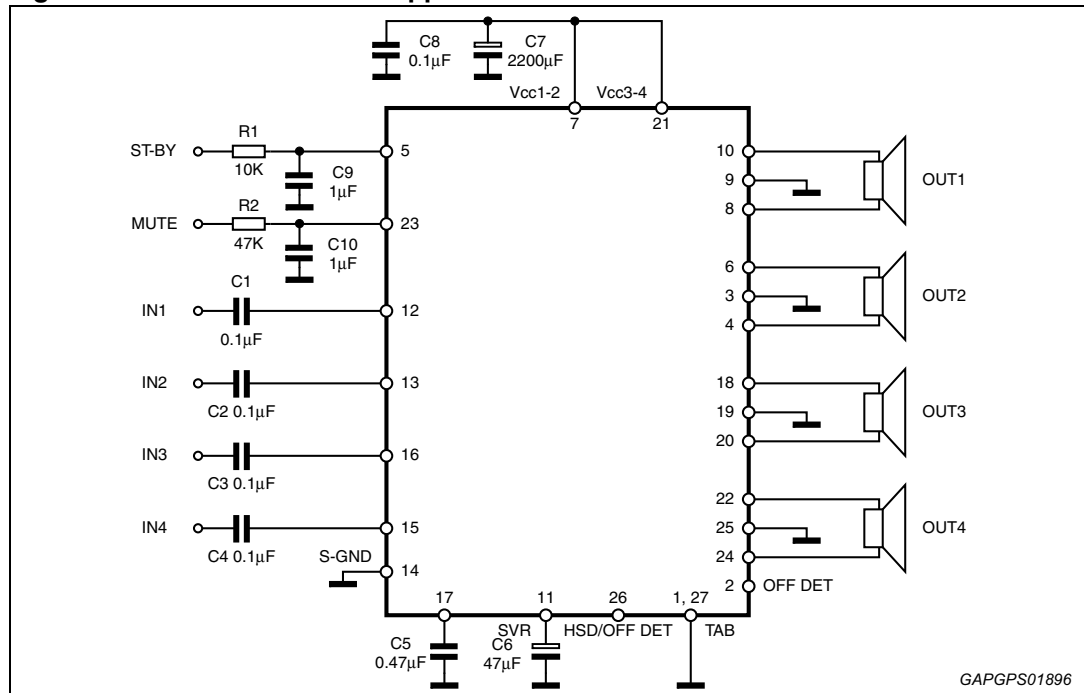 C8
0.1µF
C7
2200µF
Vcc1-2
Vcc3-4
7
21
ST-BY
R1
10K
5
C9
1µF
MUTE
R2
47K
23
C10
1µF
IN1
C1
0.1µF
12
IN2
C2 0.1µF
13
IN3
C3 0.1µF
16
IN4
C4 0.1µF
15
S-GND
14
10
9
8
OUT1
6
3
4
OUT2
18
19
20
OUT3
22
25
24
OUT4
2
OFF DET
17
11
26
1, 27
SVR
HSD/OFF DET
TAB
C5
0.47µF
C6
47µF
GAPGPS01896